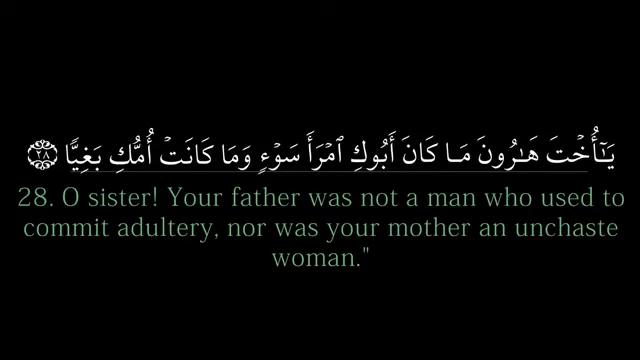 يَـٰٓأُخْتَ هَـٰرُونَ مَا كَانَ أَبُوكِ ٱمْرَأَ سَوْءٍ وَمَا كَانَتْ أُمُّكِ بَغِيًّا ٢٨
28. O sister! Your father was not a man who used to
commit adultery, nor was your mother an unchaste
woman."